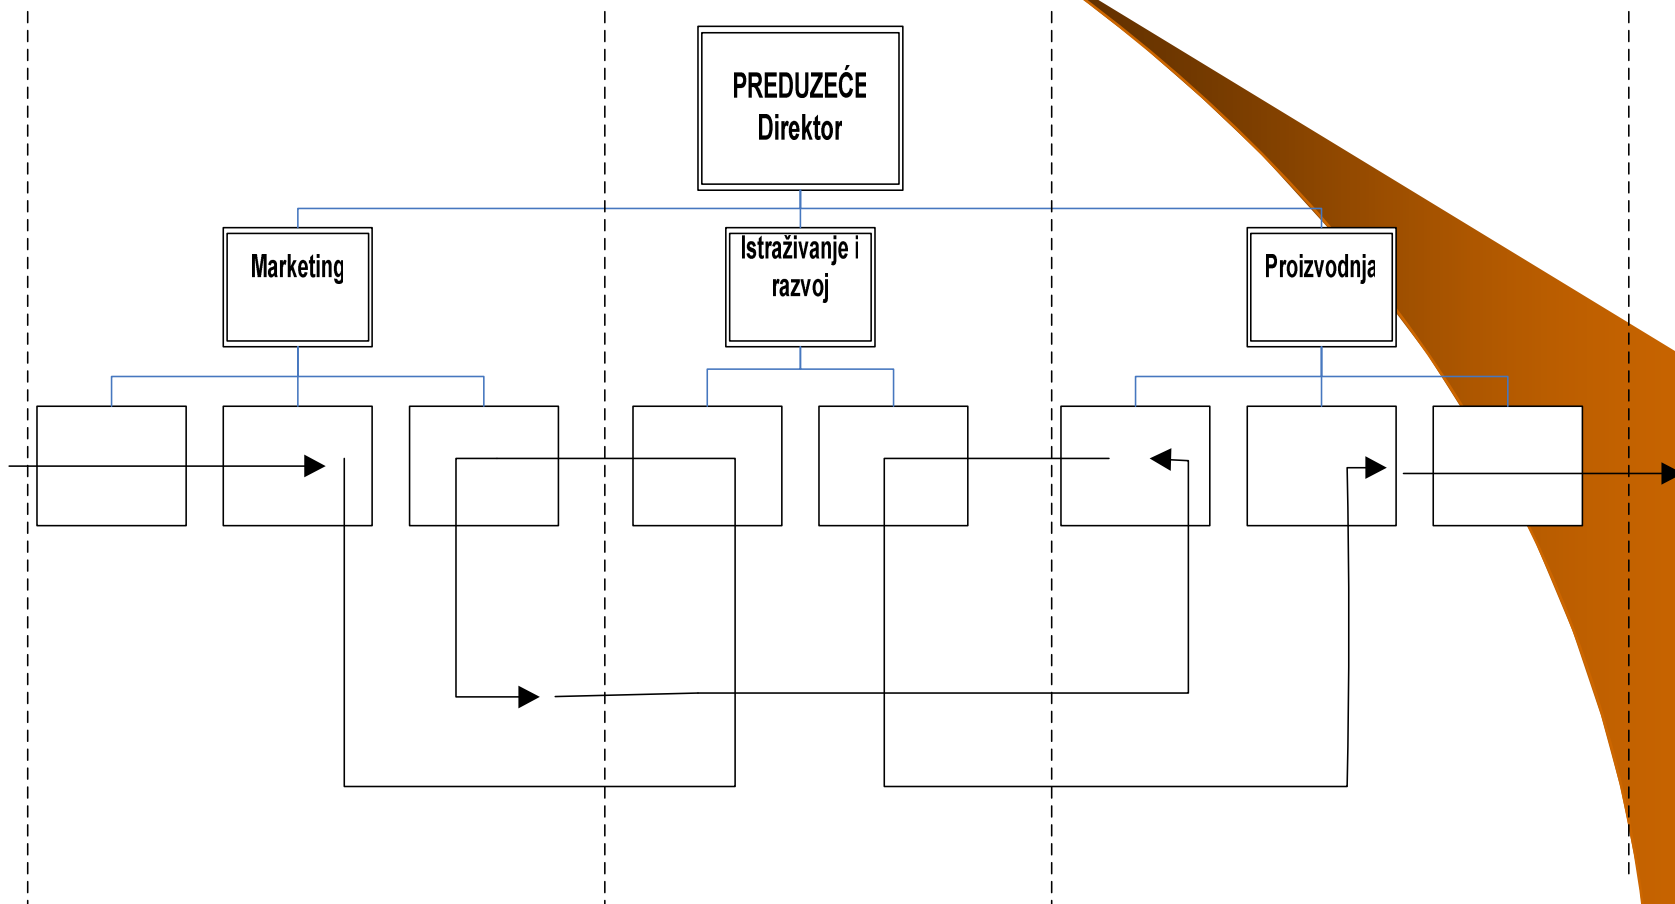 PREDUZEĆE
Direktor
Marketing
Istraživanje i
razvoj
Proizvodnja